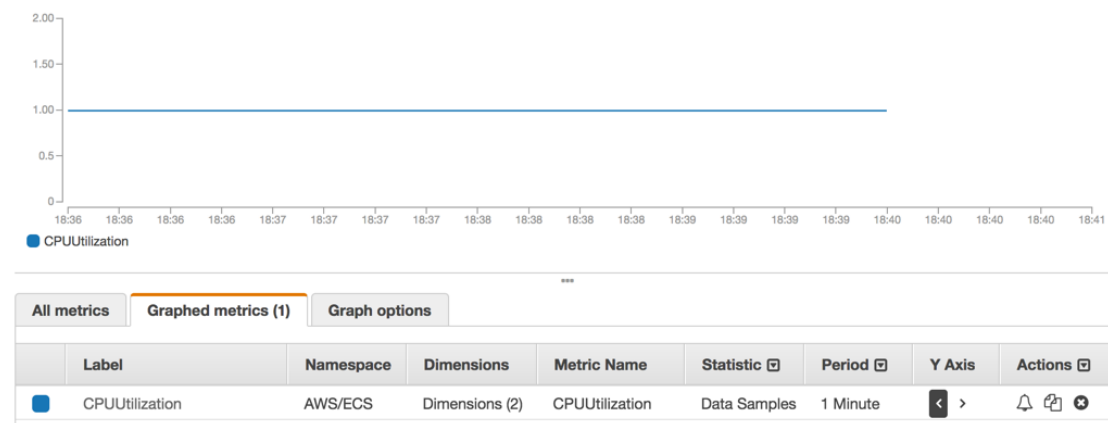 2.00
1.50
1.00
0.5
0
18:36 18:36 18:36 18:36 18:37 18:37 18:37 18:37 18:38 18:38 18:38 18:38 18:39 18:39 18:39 18:39 18:40 18:40 18:40 18:40 18:41
CPUUtilization
All metrics Graphed metrics (1) Graph options
Label Namespace Dimensions Metric Name Statistic Period Y Axis Actions
CPUUtilization AWS/ECS Dimensions (2) CPUUtilization Data Samples 1 Minute < >